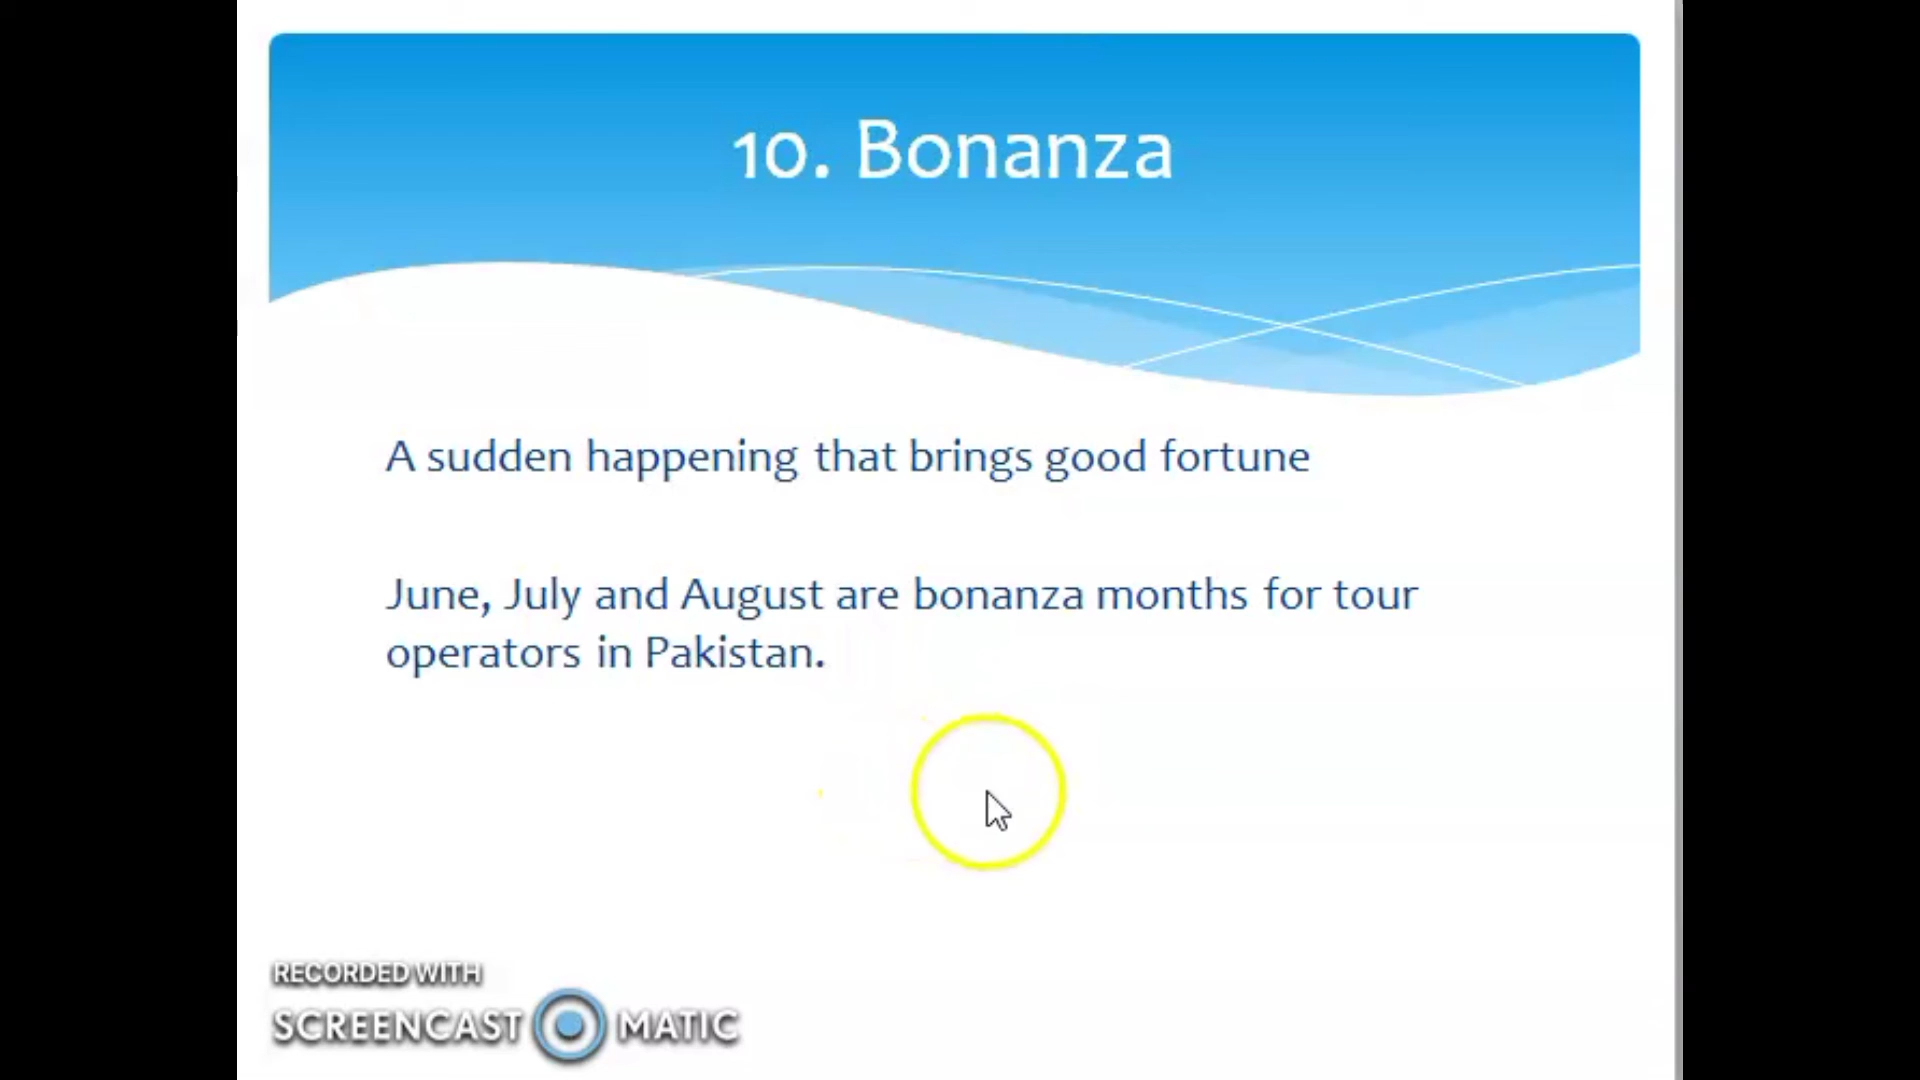 10. Bonanza
A sudden happening that brings good fortune
June, July and August are bonanza months for tour
operators in Pakistan.
RECORDED WITH
SCREENCAST MATIC